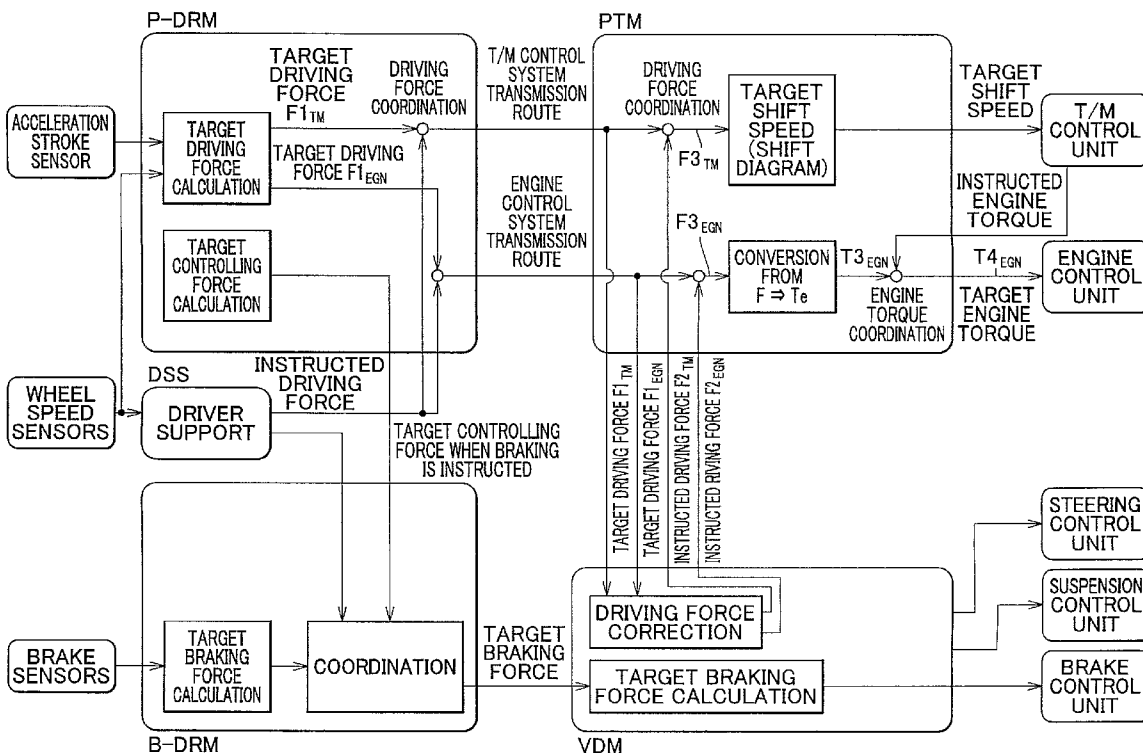 P-DRM
PTM
TARGET
DRIVING
FORCE
F1TM
DRIVING
FORCE
COORDINATION
T/M CONTROL
SYSTEM
TRANSMISSION
ROUTE
DRIVING
FORCE
COORDINATION
TARGET
SHIFT
SPEED
(SHIFT
DIAGRAM)
TARGET
SHIFT
SPEED
T/M
CONTROL
UNIT
ACCELERATION
STROKE
SENSOR
TARGET
DRIVING
FORCE
CALCULATION
TARGET DRIVING
FORCE F1EGN
F3TM
INSTRUCTED
ENGINE
TORQUE
ENGINE
CONTROL
SYSTEM
TRANSMISSION
ROUTE
TARGET
CONTROLLING
FORCE
CALCULATION
F3EGN
CONVERSION
FROM
F ⇒ Te
T3EGN
ENGINE
TORQUE
COORDINATION
T4EGN
TARGET
ENGINE
TORQUE
ENGINE
CONTROL
UNIT
WHEEL
SPEED
SENSORS
DSS
DRIVER
SUPPORT
INSTRUCTED
DRIVING
FORCE
TARGET CONTROLLING
FORCE WHEN BRAKING
IS INSTRUCTED
TARGET DRIVING FORCE F1TM
TARGET DRIVING FORCE F1EGN
INSTRUCTED DRIVING FORCE F2TM
INSTRUCTED RIVING FORCE F2EGN
STEERING
CONTROL
UNIT
SUSPENSION
CONTROL
UNIT
BRAKE
CONTROL
UNIT
BRAKE
SENSORS
TARGET
BRAKING
FORCE
CALCULATION
COORDINATION
TARGET
BRAKING
FORCE
DRIVING FORCE
CORRECTION
TARGET BRAKING
FORCE CALCULATION
B-DRM
VDM